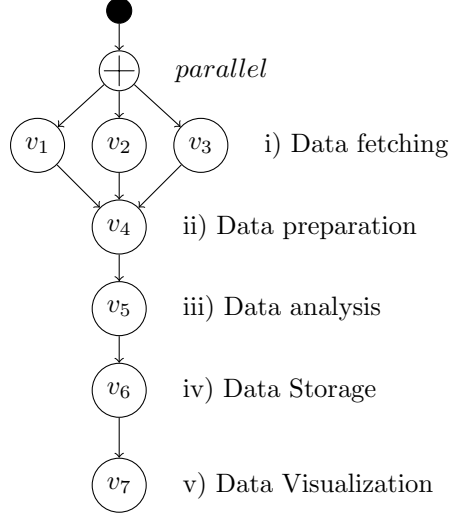 parallel
v1 v2 v3 i) Data fetching
v4 ii) Data preparation
v5 iii) Data analysis
v6 iv) Data Storage
v7 v) Data Visualization